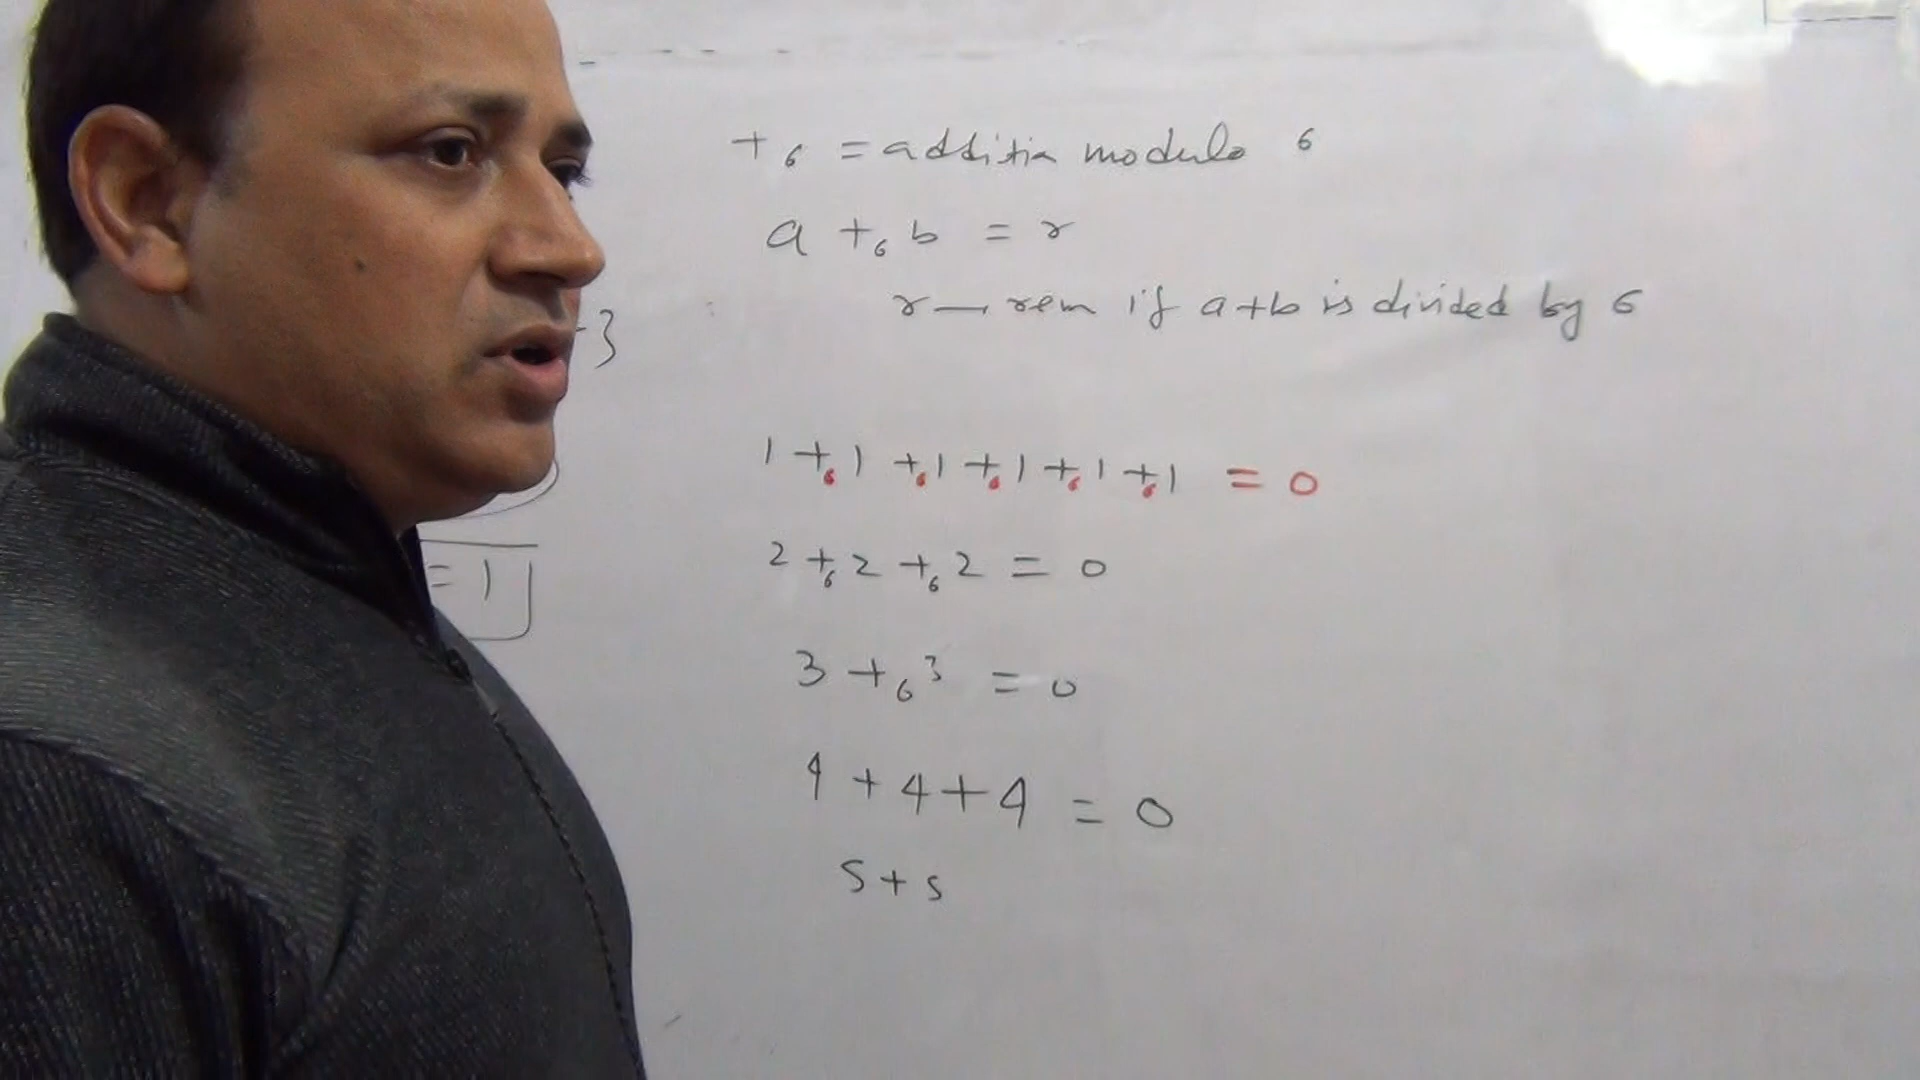 +₆ = addition modulo 6
a +₆ b = r
r — rem if a+b is divided by 6
-3
1 +₆ 1 +₆ 1 +₆ 1 +₆ 1 +₆ 1 = 0
2 +₆ 2 +₆ 2 = 0
= 1
3 +₆ 3 = 0
4 + 4 + 4 = 0
5 + 5